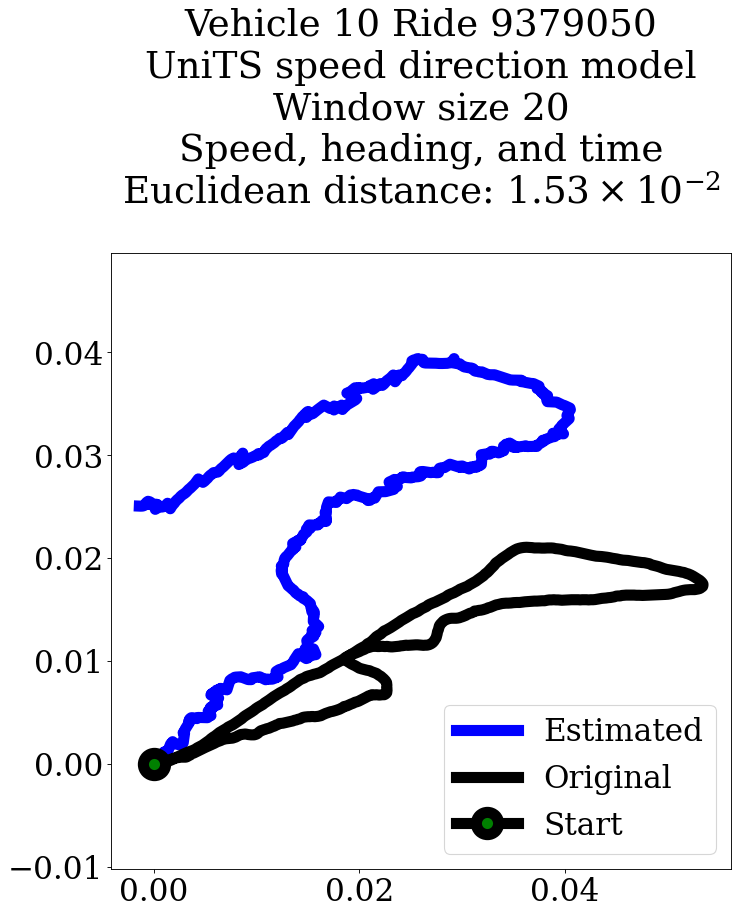 Vehicle 10 Ride 9379050
UniTS speed direction model
Window size 20
Speed, heading, and time
Euclidean distance: $1.53 \times 10^{-2}$
0.04
0.03
0.02
0.01
0.00
−0.01
0.00 0.02 0.04
Estimated
Original
Start